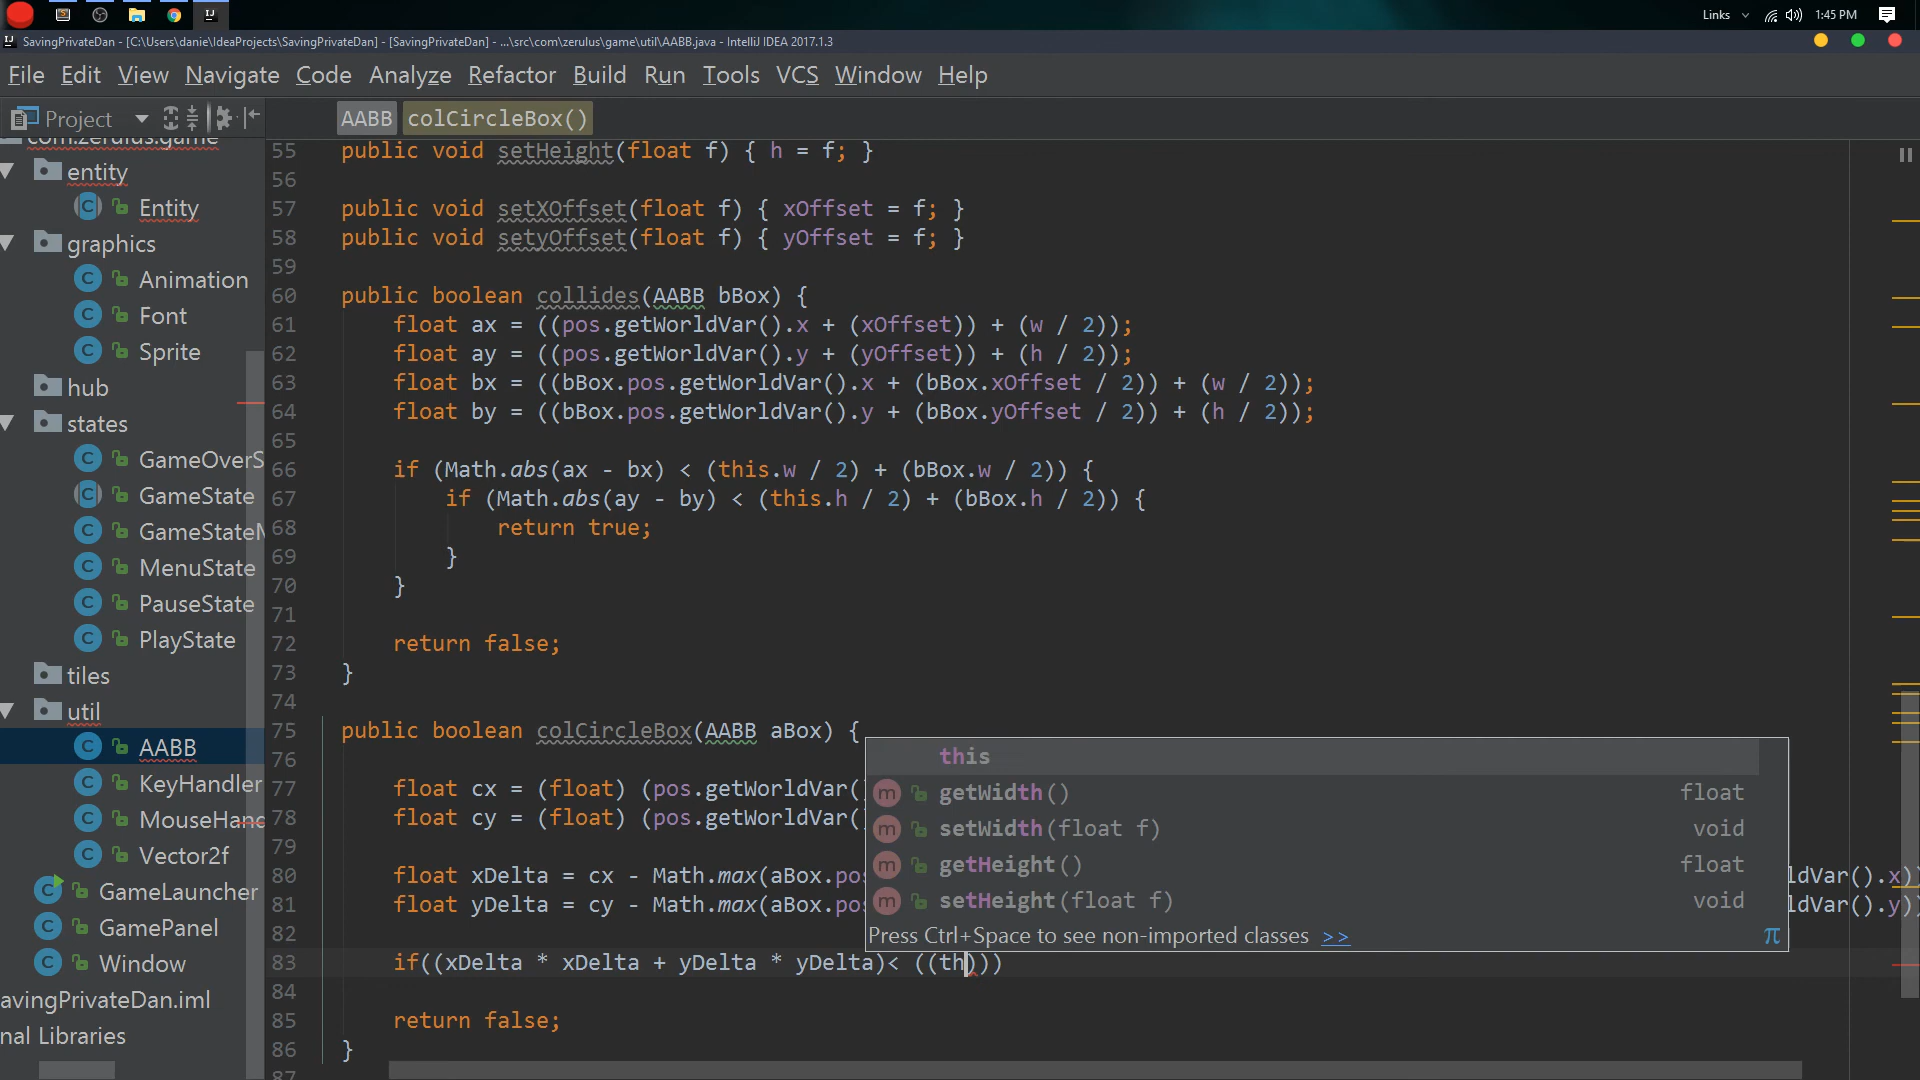 Links 1:45 PM
SavingPrivateDan - [C:\Users\danie\IdeaProjects\SavingPrivateDan] - [SavingPrivateDan] - ...\src\com\zerulus\game\util\AABB.java - IntelliJ IDEA 2017.1.3
File Edit View Navigate Code Analyze Refactor Build Run Tools VCS Window Help
Project
AABB colCircleBox()
com.zerulus.game
entity
Entity
graphics
Animation
Font
Sprite
hub
states
GameOverS
GameState
GameStateM
MenuState
PauseState
PlayState
tiles
util
AABB
KeyHandler
MouseHand
Vector2f
GameLauncher
GamePanel
Window
avingPrivateDan.iml
nal Libraries
55 public void setHeight(float f) { h = f; }
56
57 public void setXOffset(float f) { xOffset = f; }
58 public void setyOffset(float f) { yOffset = f; }
59
60 public boolean collides(AABB bBox) {
61 float ax = ((pos.getWorldVar().x + (xOffset)) + (w / 2));
62 float ay = ((pos.getWorldVar().y + (yOffset)) + (h / 2));
63 float bx = ((bBox.pos.getWorldVar().x + (bBox.xOffset / 2)) + (w / 2));
64 float by = ((bBox.pos.getWorldVar().y + (bBox.yOffset / 2)) + (h / 2));
65
66 if (Math.abs(ax - bx) < (this.w / 2) + (bBox.w / 2)) {
67 if (Math.abs(ay - by) < (this.h / 2) + (bBox.h / 2)) {
68 return true;
69 }
70 }
71
72 return false;
73 }
74
75 public boolean colCircleBox(AABB aBox) {
76
77 float cx = (float) (pos.getWorldVar(
78 float cy = (float) (pos.getWorldVar(
79
80 float xDelta = cx - Math.max(aBox.pos ldVar().x))
81 float yDelta = cy - Math.max(aBox.pos ldVar().y))
82
83 if((xDelta * xDelta + yDelta * yDelta)< ((th)))
84
85 return false;
86 }
87
this
m getWidth() float
m setWidth(float f) void
m getHeight() float
m setHeight(float f) void
Press Ctrl+Space to see non-imported classes >> π